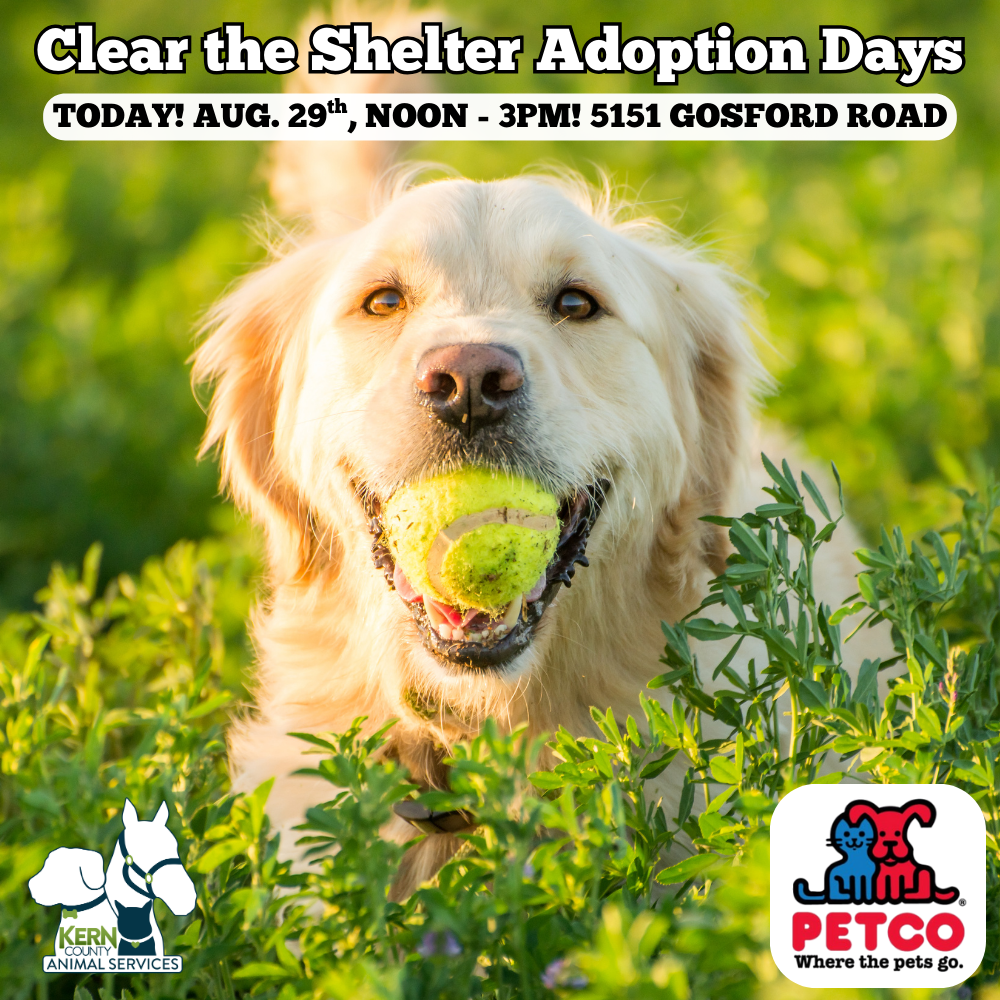 Clear the Shelter Adoption Days
TODAY! AUG. 29th, NOON - 3PM! 5151 GOSFORD ROAD
KERN
COUNTY
ANIMAL SERVICES
PETCO®
Where the pets go.